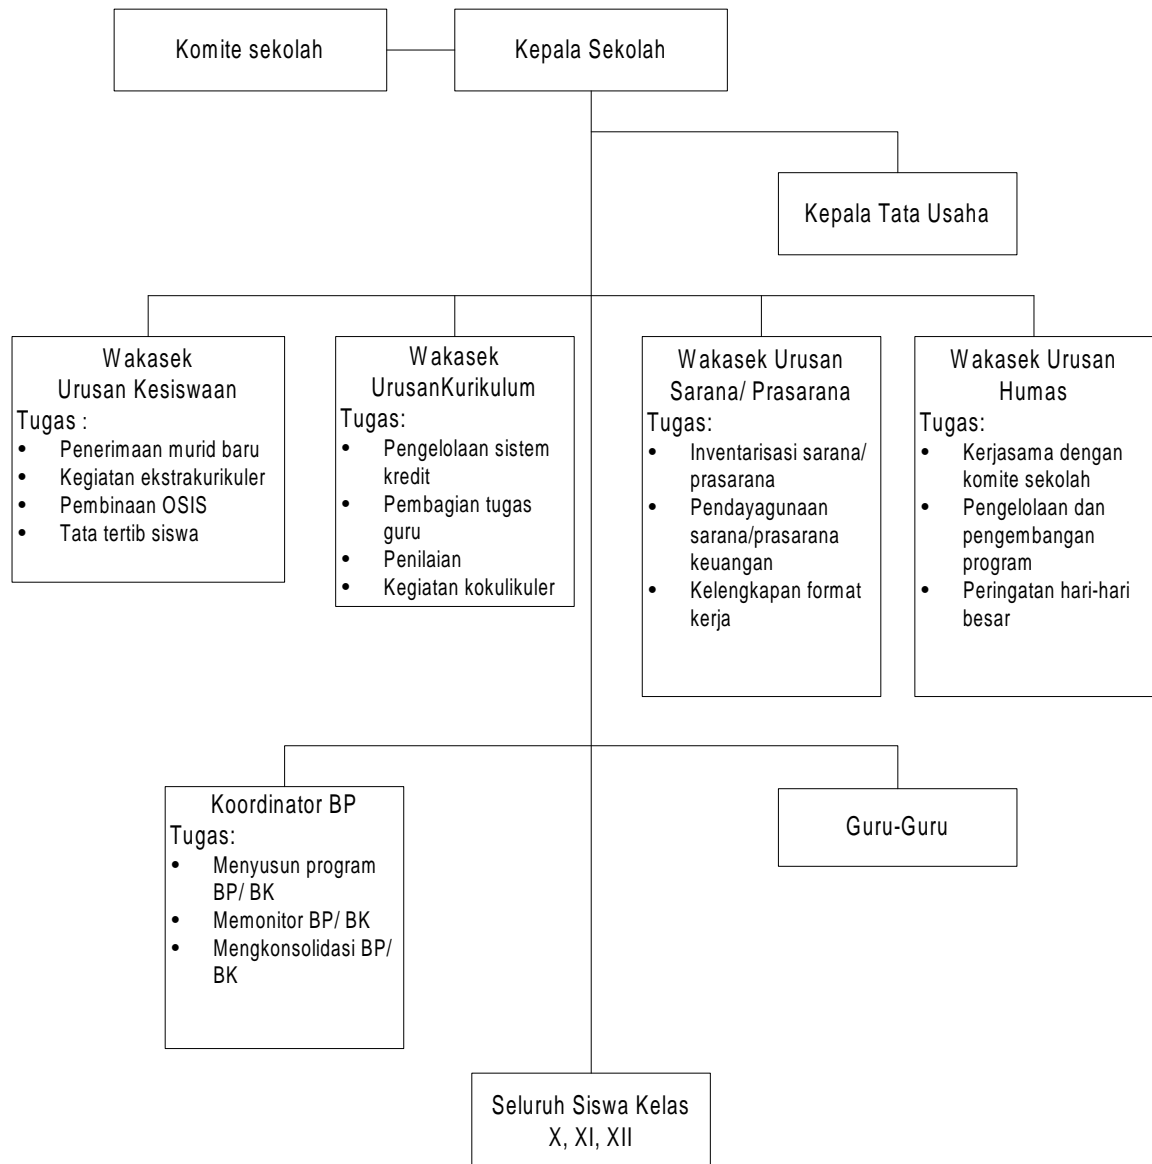 Komite sekolah
Kepala Sekolah
Kepala Tata Usaha
Wakasek
Urusan Kesiswaan
Tugas :
• Penerimaan murid baru
• Kegiatan ekstrakurikuler
• Pembinaan OSIS
• Tata tertib siswa
Wakasek
UrusanKurikulum
Tugas:
• Pengelolaan sistem
kredit
• Pembagian tugas
guru
• Penilaian
• Kegiatan kokulikuler
Wakasek Urusan
Sarana/ Prasarana
Tugas:
• Inventarisasi sarana/
prasarana
• Pendayagunaan
sarana/prasarana
keuangan
• Kelengkapan format
kerja
Wakasek Urusan
Humas
Tugas:
• Kerjasama dengan
komite sekolah
• Pengelolaan dan
pengembangan
program
• Peringatan hari-hari
besar
Koordinator BP
Tugas:
• Menyusun program
BP/ BK
• Memonitor BP/ BK
• Mengkonsolidasi BP/
BK
Guru-Guru
Seluruh Siswa Kelas
X, XI, XII